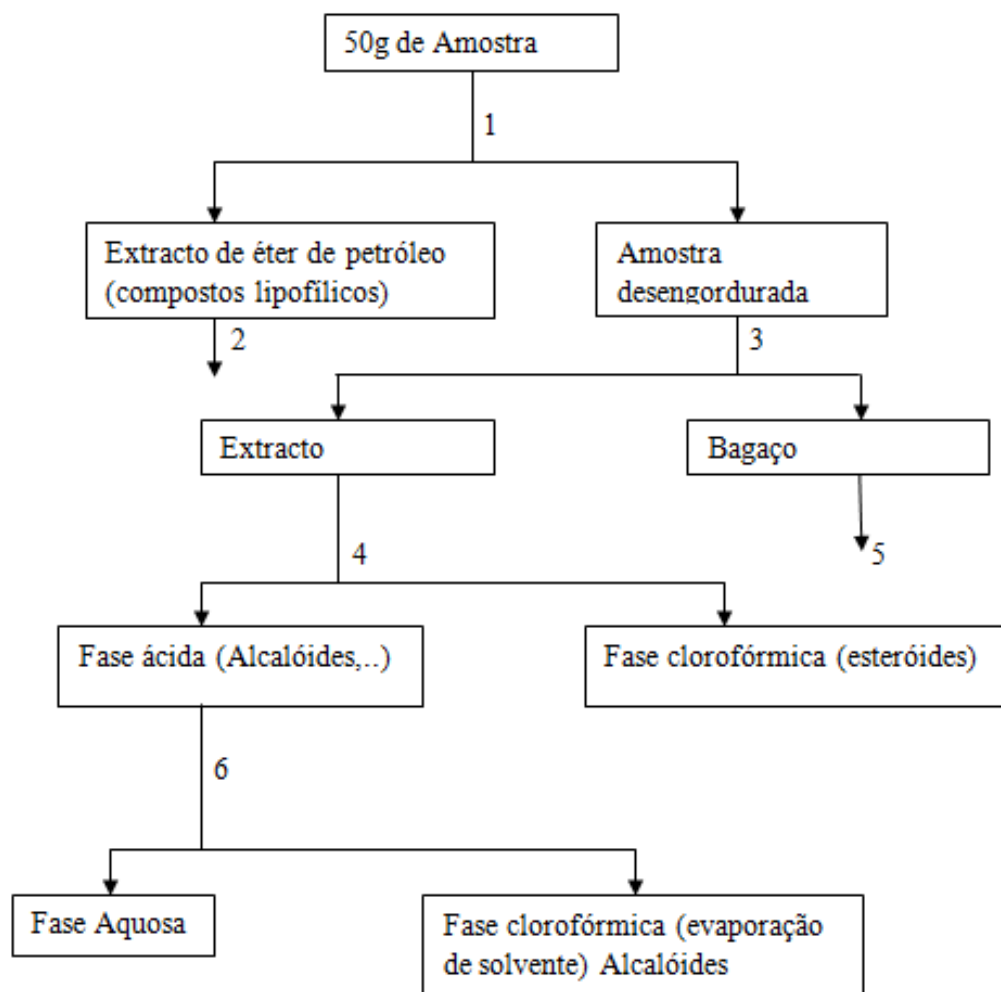 50g de Amostra
1
Extracto de éter de petróleo
(compostos lipofílicos)
Amostra
desengordurada
2
3
Extracto
Bagaço
4
5
Fase ácida (Alcalóides,..)
Fase clorofórmica (esteróides)
6
Fase Aquosa
Fase clorofórmica (evaporação
de solvente) Alcalóides